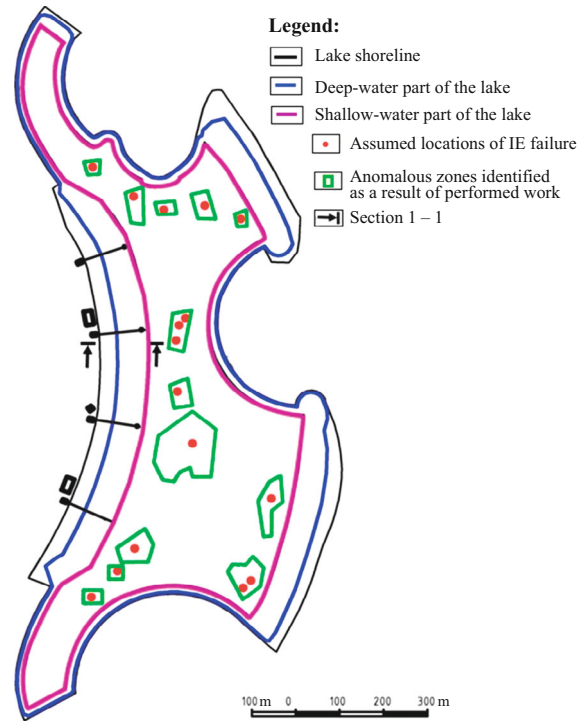 Legend:
Lake shoreline
Deep-water part of the lake
Shallow-water part of the lake
Assumed locations of IE failure
Anomalous zones identified
as a result of performed work
Section 1 – 1
100 m 0 100 200 300 m